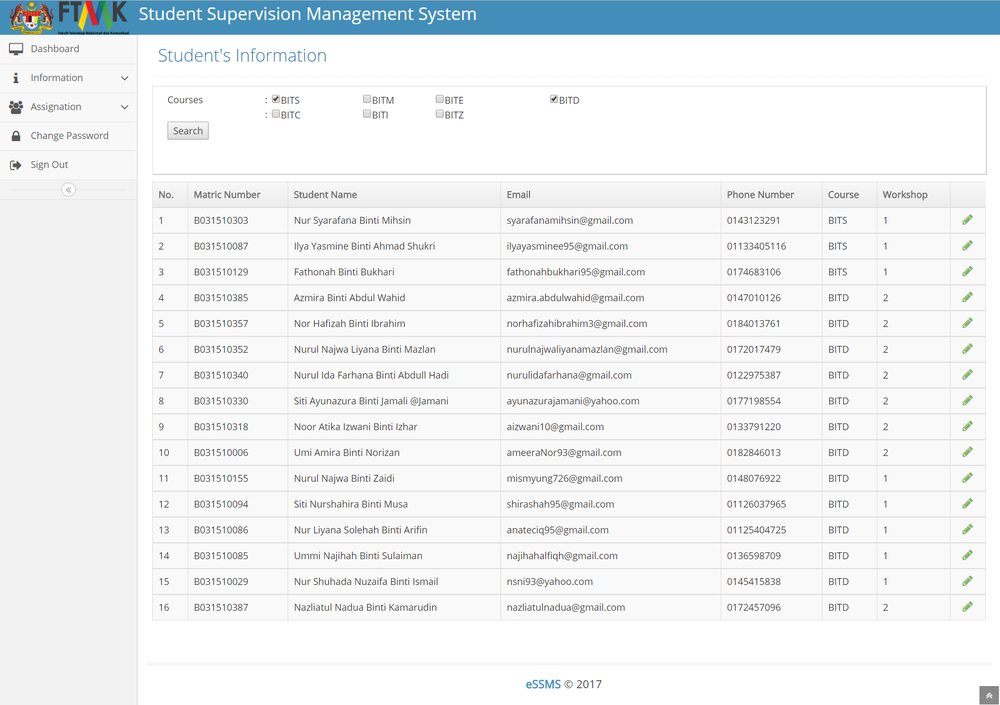 FTMK
Fakulti Teknologi Maklumat dan Komunikasi
Student Supervision Management System
Dashboard
Information
Assignation
Change Password
Sign Out
Student's Information
Courses : BITS BITM BITE BITD
: BITC BITI BITZ
Search
No. Matric Number Student Name Email Phone Number Course Workshop
1 B031510303 Nur Syarafana Binti Mihsin syarafanamihsin@gmail.com 0143123291 BITS 1
2 B031510087 Ilya Yasmine Binti Ahmad Shukri ilyayasminee95@gmail.com 01133405116 BITS 1
3 B031510129 Fathonah Binti Bukhari fathonahbukhari95@gmail.com 0174683106 BITS 1
4 B031510385 Azmira Binti Abdul Wahid azmira.abdulwahid@gmail.com 0147010126 BITD 2
5 B031510357 Nor Hafizah Binti Ibrahim norhafizahibrahim3@gmail.com 0184013761 BITD 2
6 B031510352 Nurul Najwa Liyana Binti Mazlan nurulnajwaliyanamazlan@gmail.com 0172017479 BITD 2
7 B031510340 Nurul Ida Farhana Binti Abdull Hadi nurulidafarhana@gmail.com 0122975387 BITD 2
8 B031510330 Siti Ayunazura Binti Jamali @Jamani ayunazurajamani@yahoo.com 0177198554 BITD 2
9 B031510318 Noor Atika Izwani Binti Izhar aizwani10@gmail.com 0133791220 BITD 2
10 B031510006 Umi Amira Binti Norizan ameeraNor93@gmail.com 0182846013 BITD 2
11 B031510155 Nurul Najwa Binti Zaidi mismyung726@gmail.com 0148076922 BITD 1
12 B031510094 Siti Nurshahira Binti Musa shirashah95@gmail.com 01126037965 BITD 1
13 B031510086 Nur Liyana Solehah Binti Arifin anateciq95@gmail.com 01125404725 BITD 1
14 B031510085 Ummi Najihah Binti Sulaiman najihahalfiqh@gmail.com 0136598709 BITD 1
15 B031510029 Nur Shuhada Nuzaifa Binti Ismail nsni93@yahoo.com 0145415838 BITD 1
16 B031510387 Nazliatul Nadua Binti Kamarudin nazliatulnadua@gmail.com 0172457096 BITD 2
eSSMS © 2017